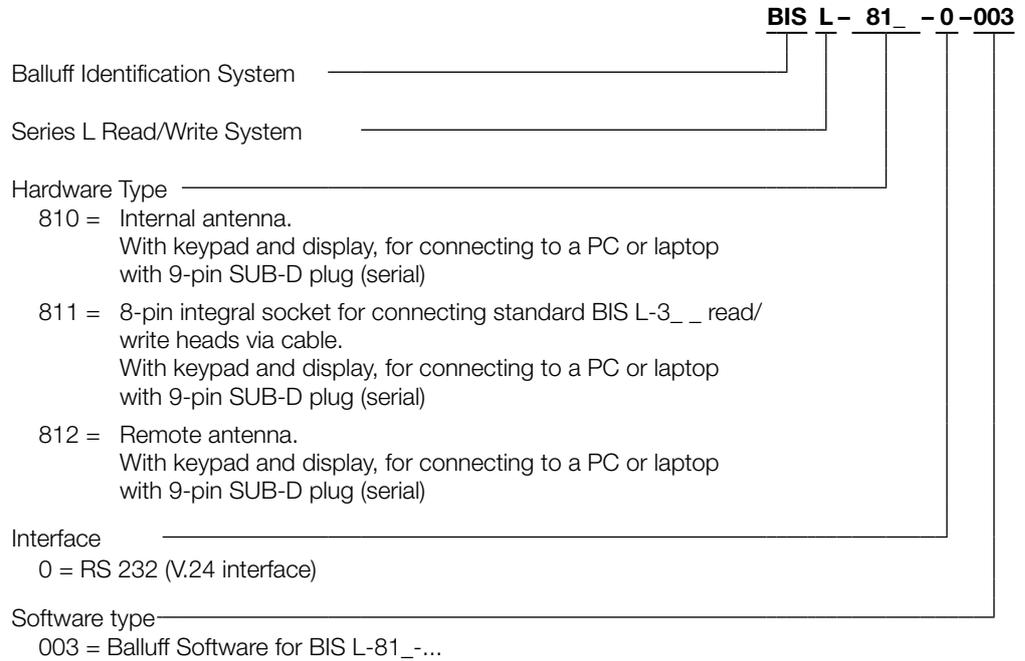 BIS L – 81_ – 0 –003
Balluff Identification System
Series L Read/Write System
Hardware Type
810 = Internal antenna.
With keypad and display, for connecting to a PC or laptop
with 9-pin SUB-D plug (serial)
811 = 8-pin integral socket for connecting standard BIS L-3_ _ read/
write heads via cable.
With keypad and display, for connecting to a PC or laptop
with 9-pin SUB-D plug (serial)
812 = Remote antenna.
With keypad and display, for connecting to a PC or laptop
with 9-pin SUB-D plug (serial)
Interface
0 = RS 232 (V.24 interface)
Software type
003 = Balluff Software for BIS L-81_-...